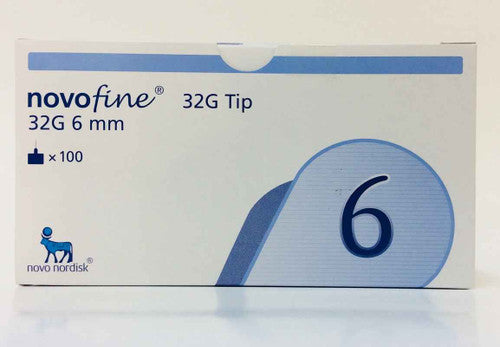 novofine® 32G Tip
32G 6 mm
× 100
6
novo nordisk®